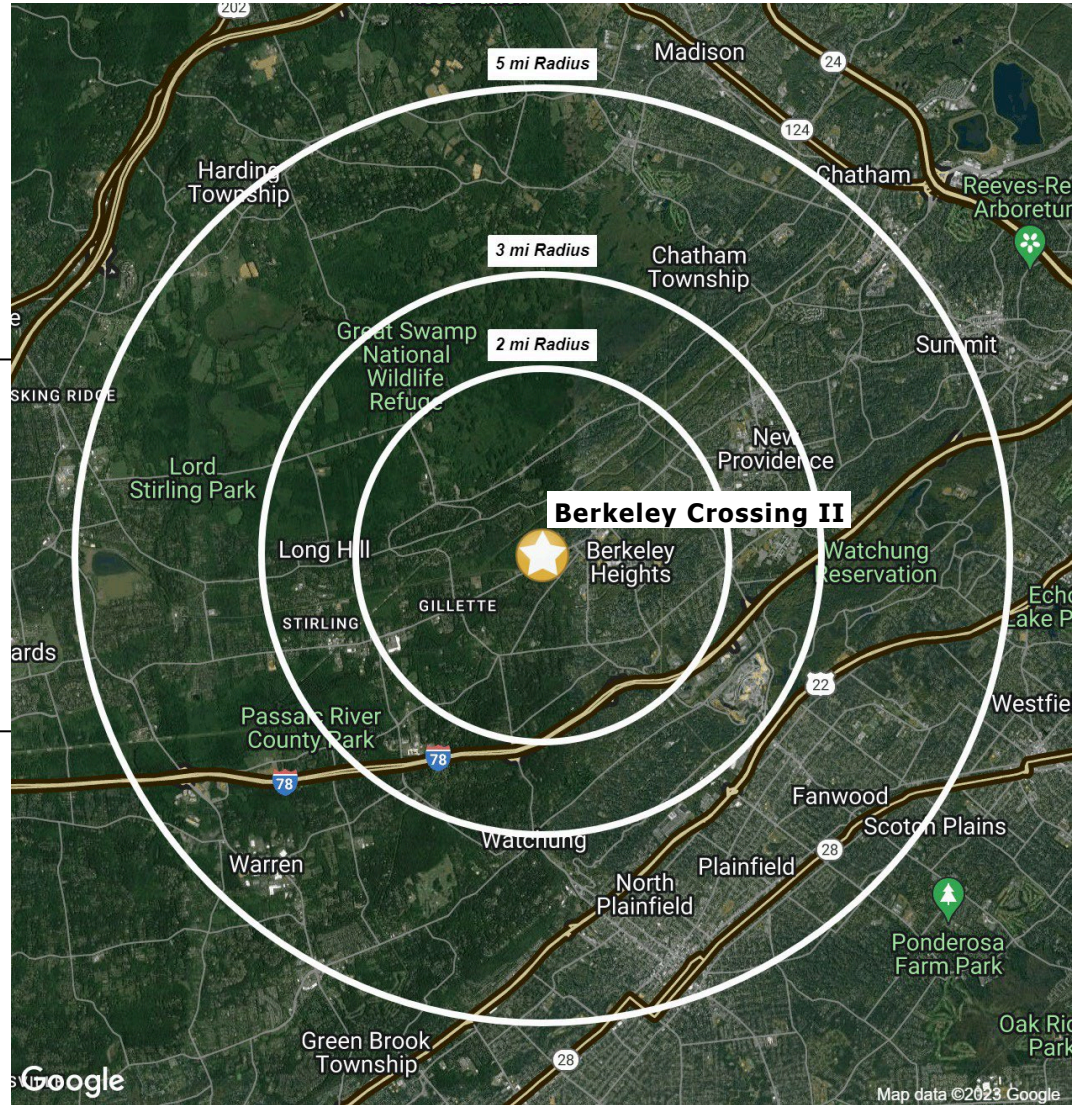 202
5 mi Radius
Madison
24
124
Harding
Township
Chatham
Reeves-Re
Arboretur
3 mi Radius
Chatham
Township
e
Great Swamp
National
Wildlife
Refuge
2 mi Radius
Summit
SKING RIDGE
New
Providence
Lord
Stirling Park
Berkeley Crossing II
Long Hill
Berkeley
Heights
Watchung
Reservation
GILLETTE
STIRLING
Echo
Lake P
ards
22
Westfie
Passaic River
County Park
78
78
Fanwood
Scotch Plains
Watchung
28
Warren
Plainfield
North
Plainfield
Ponderosa
Farm Park
Green Brook
Township
28
Oak Ric
Park
SVILLE
Google
Map data ©2023 Google